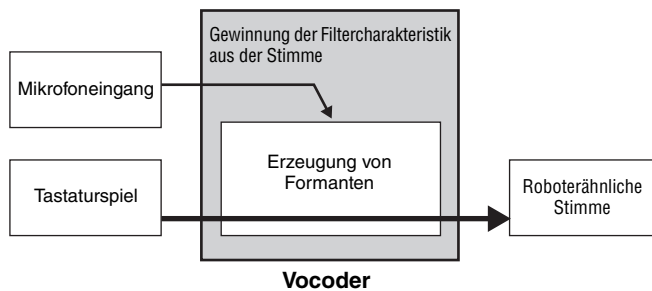 Gewinnung der Filtercharakteristik
aus der Stimme
Mikrofoneingang
Erzeugung von
Formanten
Tastaturspiel
Roboterähnliche
Stimme
Vocoder